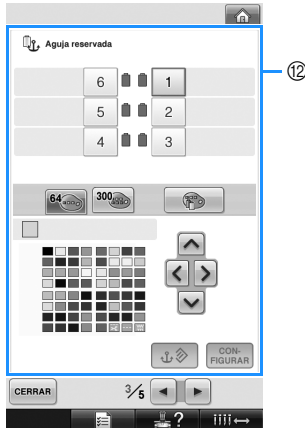 Aguja reservada
6 1
5 2
4 3
64 300
CON-
FIGURAR
CERRAR 3/5
?
⑫